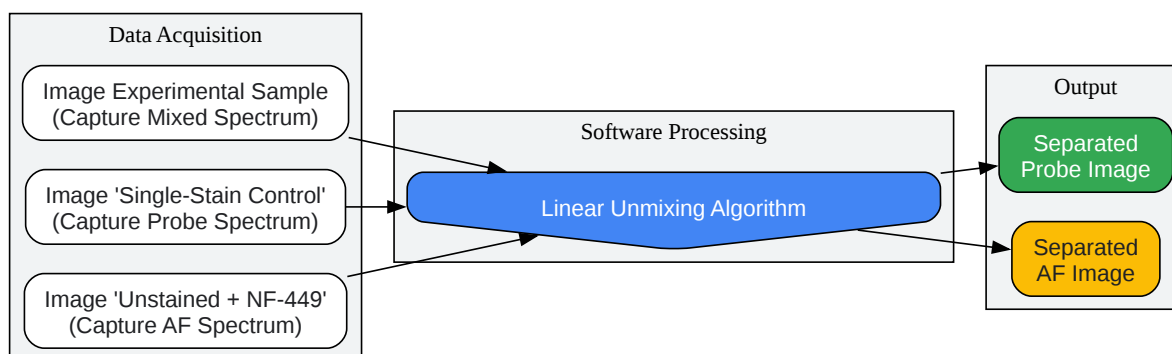 Data Acquisition
Image Experimental Sample
(Capture Mixed Spectrum)
Image 'Single-Stain Control'
(Capture Probe Spectrum)
Image 'Unstained + NF-449'
(Capture AF Spectrum)
Software Processing
Linear Unmixing Algorithm
Output
Separated
Probe Image
Separated
AF Image